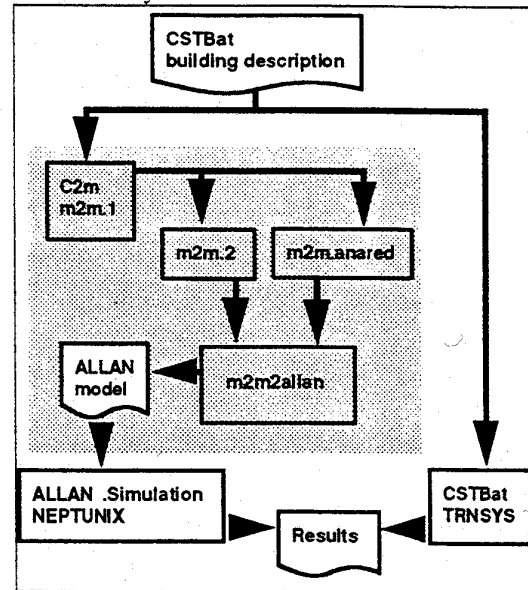 CSTBat
building description
C2m
m2m.1
m2m.2
m2m.anared
ALLAN
model
m2m2allan
ALLAN .Simulation
NEPTUNIX
CSTBat
TRNSYS
Results